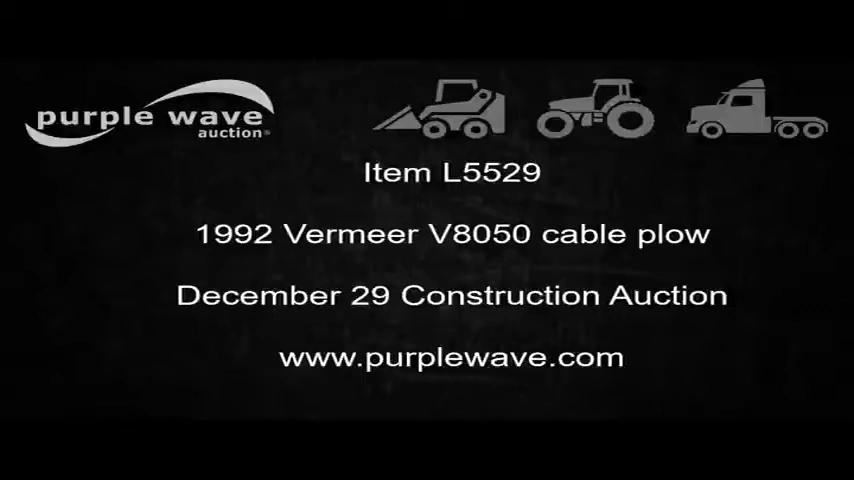 purple wave
auction®
Item L5529
1992 Vermeer V8050 cable plow
December 29 Construction Auction
www.purplewave.com